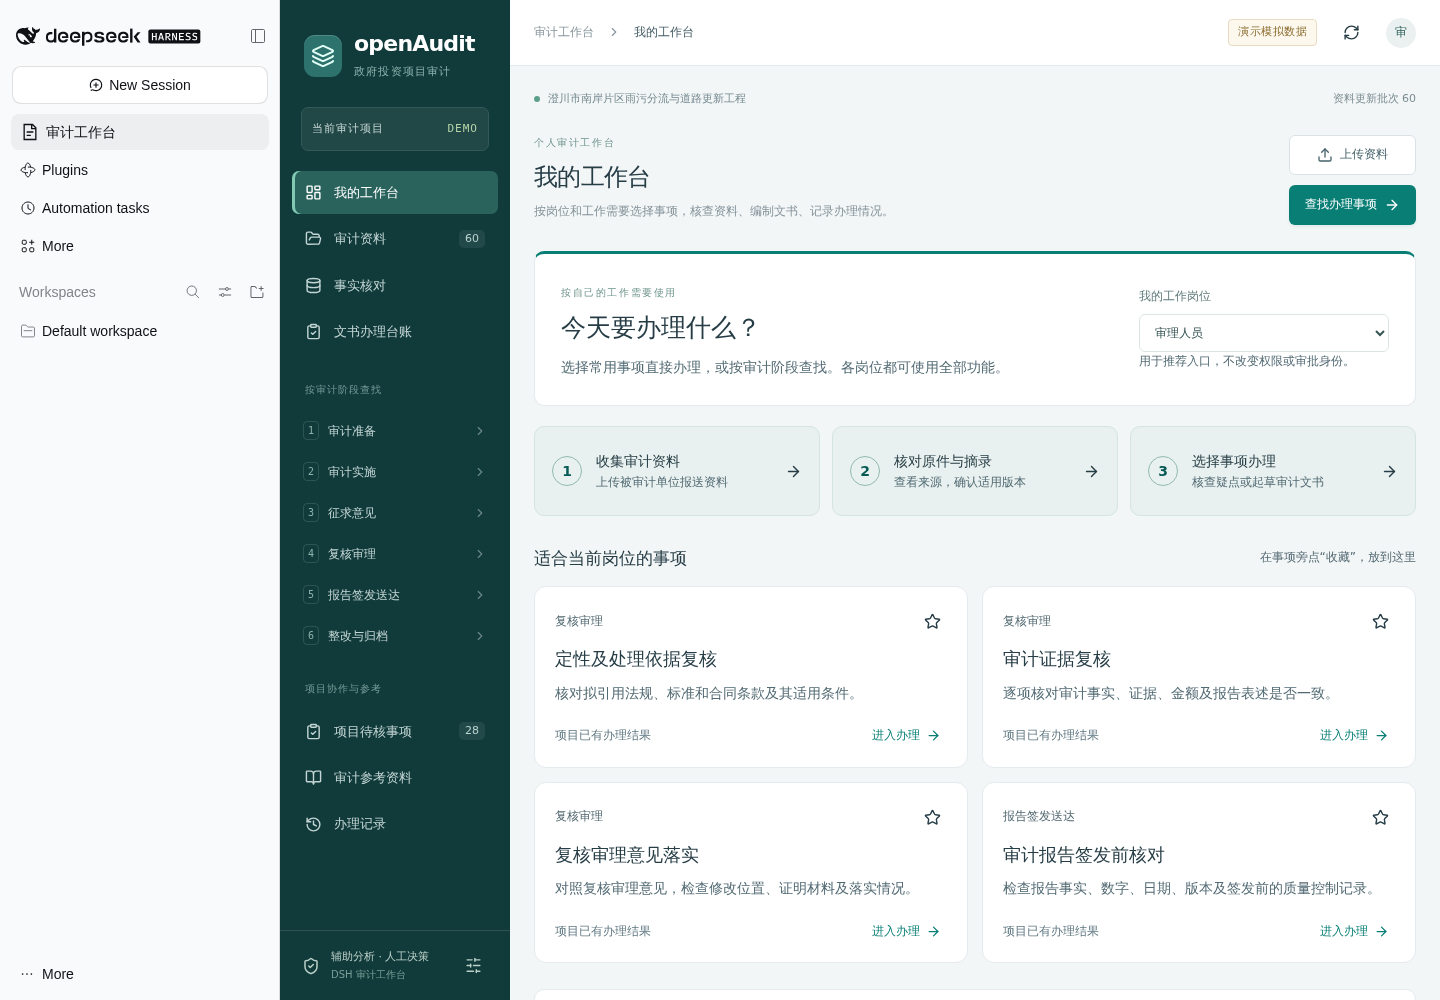 deepseek HARNESS
New Session
审计工作台
Plugins
Automation tasks
More
Workspaces
Default workspace
More
openAudit
政府投资项目审计
当前审计项目 DEMO
我的工作台
审计资料 60
事实核对
文书办理台账
按审计阶段查找
1 审计准备
2 审计实施
3 征求意见
4 复核审理
5 报告签发送达
6 整改与归档
项目协作与参考
项目待核事项 28
审计参考资料
办理记录
辅助分析 · 人工决策
DSH 审计工作台
审计工作台 我的工作台
演示模拟数据
审
澄川市南岸片区雨污分流与道路更新工程
资料更新批次 60
个人审计工作台
我的工作台
按岗位和工作需要选择事项，核查资料、编制文书、记录办理情况。
上传资料
查找办理事项
按自己的工作需要使用
今天要办理什么？
选择常用事项直接办理，或按审计阶段查找。各岗位都可使用全部功能。
我的工作岗位
审理人员
用于推荐入口，不改变权限或审批身份。
1 收集审计资料
上传被审计单位报送资料
2 核对原件与摘录
查看来源，确认适用版本
3 选择事项办理
核查疑点或起草审计文书
适合当前岗位的事项
在事项旁点“收藏”，放到这里
复核审理
定性及处理依据复核
核对拟引用法规、标准和合同条款及其适用条件。
项目已有办理结果 进入办理
复核审理
审计证据复核
逐项核对审计事实、证据、金额及报告表述是否一致。
项目已有办理结果 进入办理
复核审理
复核审理意见落实
对照复核审理意见，检查修改位置、证明材料及落实情况。
项目已有办理结果 进入办理
报告签发送达
审计报告签发前核对
检查报告事实、数字、日期、版本及签发前的质量控制记录。
项目已有办理结果 进入办理